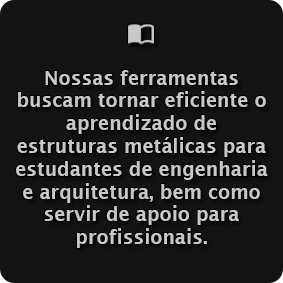 Nossas ferramentas
buscam tornar eficiente o
aprendizado de
estruturas metálicas para
estudantes de engenharia
e arquitetura, bem como
servir de apoio para
profissionais.